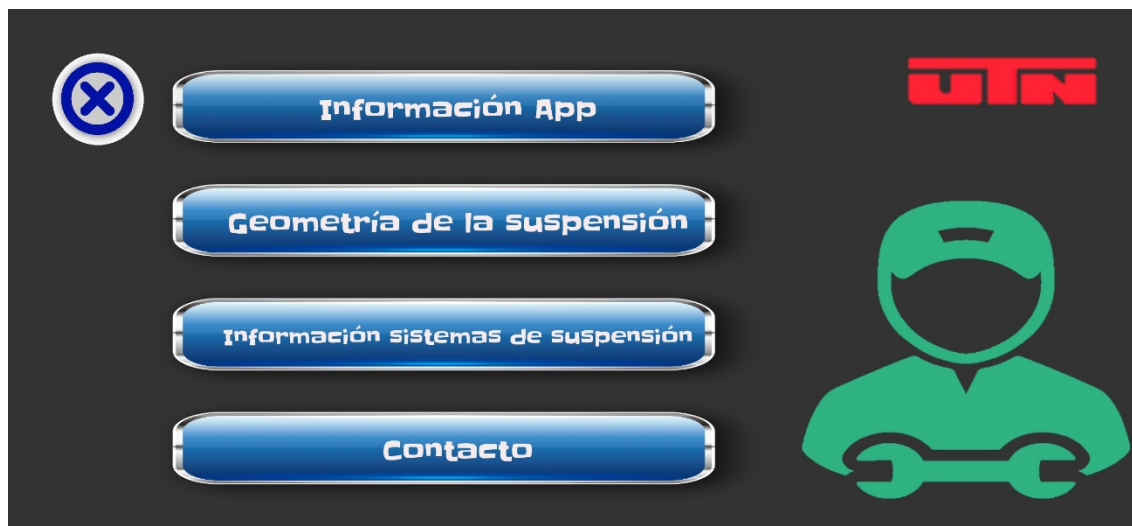 Información App
UTN
Geometría de la suspensión
Información sistemas de suspensión
Contacto